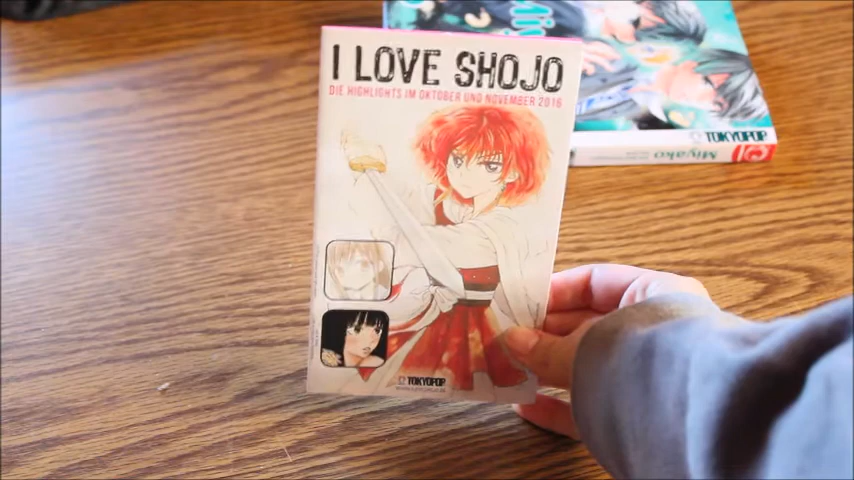 I LOVE SHOJO
DIE HIGHLIGHTS IM OKTOBER UND NOVEMBER 2016
TOKYOPOP
TOKYOPOP
Miyako